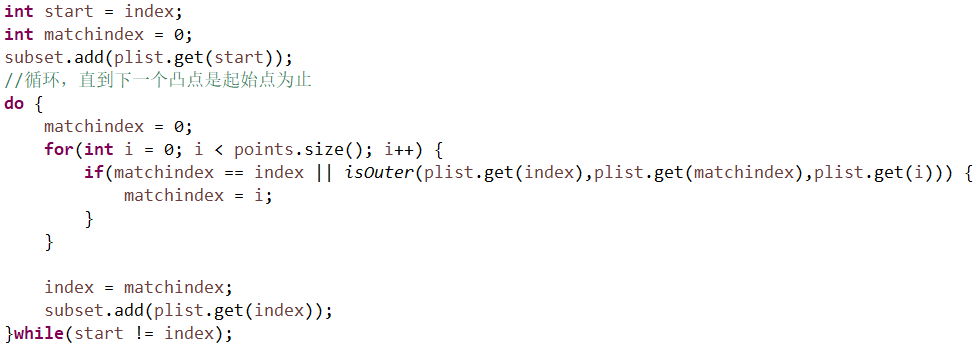 int start = index;
int matchindex = 0;
subset.add(plist.get(start));
//循环，直到下一个凸点是起始点为止
do {
    matchindex = 0;
    for(int i = 0; i < points.size(); i++) {
        if(matchindex == index || isOuter(plist.get(index),plist.get(matchindex),plist.get(i))) {
            matchindex = i;
        }
    }

    index = matchindex;
    subset.add(plist.get(index));
}while(start != index);